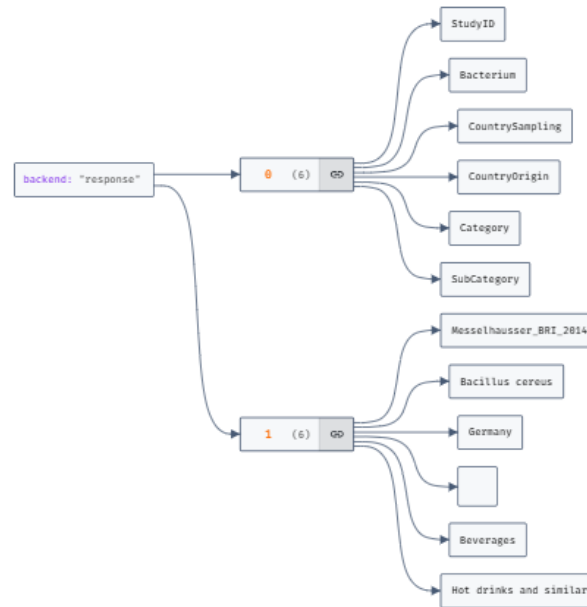 StudyID
Bacterium
CountrySampling
backend: "response"
0 (6)
CountryOrigin
Category
SubCategory
Messelhausser_BRI_2014
Bacillus cereus
1 (6)
Germany
Beverages
Hot drinks and similar